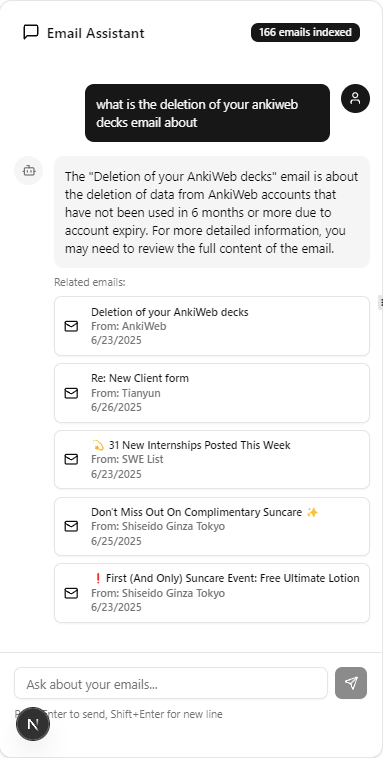 Email Assistant
166 emails indexed
what is the deletion of your ankiweb
decks email about
The "Deletion of your AnkiWeb decks" email is about
the deletion of data from AnkiWeb accounts that
have not been used in 6 months or more due to
account expiry. For more detailed information, you
may need to review the full content of the email.
Related emails:
Deletion of your AnkiWeb decks
From: AnkiWeb
6/23/2025
Re: New Client form
From: Tianyun
6/26/2025
💫 31 New Internships Posted This Week
From: SWE List
6/23/2025
Don't Miss Out On Complimentary Suncare ✨
From: Shiseido Ginza Tokyo
6/25/2025
❗First (And Only) Suncare Event: Free Ultimate Lotion
From: Shiseido Ginza Tokyo
6/23/2025
Ask about your emails...
Enter to send, Shift+Enter for new line
N